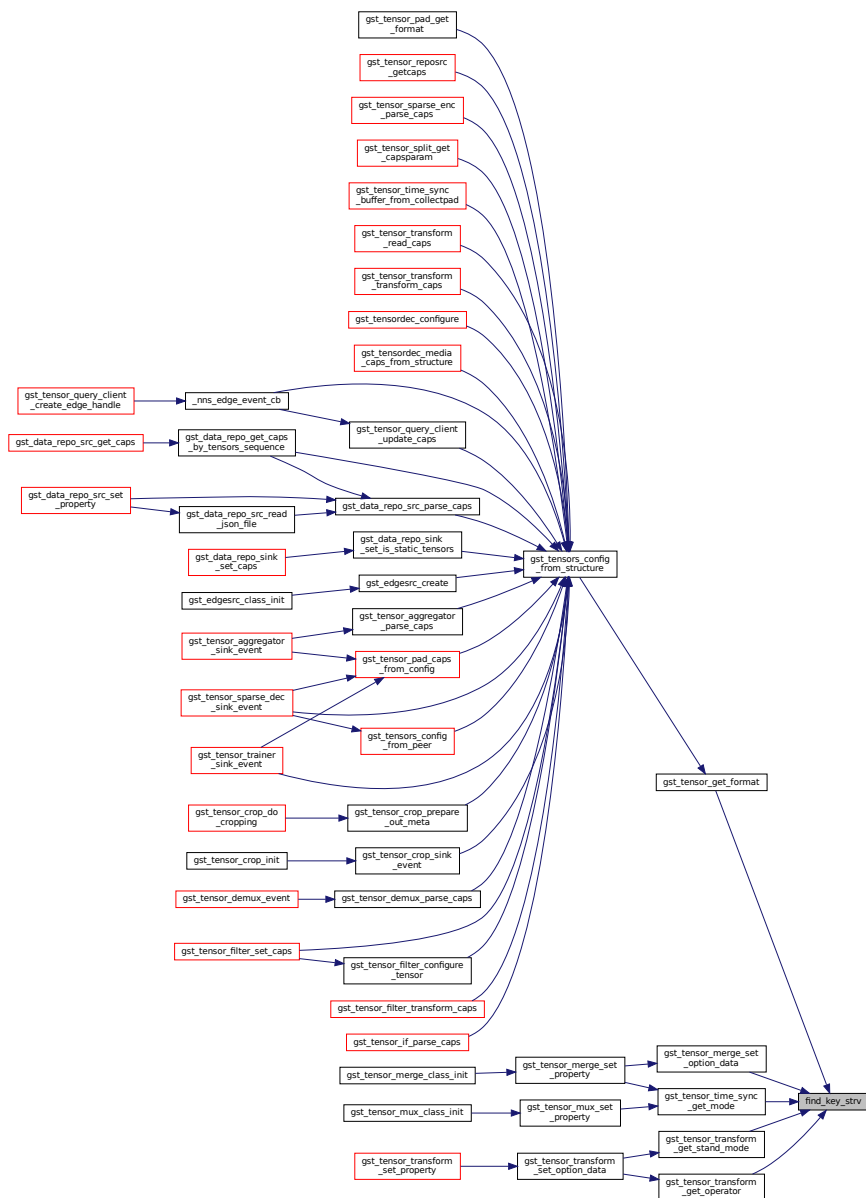 gst_tensor_pad_get
_format
gst_tensor_reposrc
_getcaps
gst_tensor_sparse_enc
_parse_caps
gst_tensor_split_get
_capsparam
gst_tensor_time_sync
_buffer_from_collectpad
gst_tensor_transform
_read_caps
gst_tensor_transform
_transform_caps
gst_tensordec_configure
gst_tensordec_media
_caps_from_structure
gst_tensor_query_client
_create_edge_handle
_nns_edge_event_cb
gst_tensor_query_client
_update_caps
gst_data_repo_src_get_caps
gst_data_repo_get_caps
_by_tensors_sequence
gst_data_repo_src_set
_property
gst_data_repo_src_read
_json_file
gst_data_repo_src_parse_caps
gst_data_repo_sink
_set_caps
gst_data_repo_sink
_set_is_static_tensors
gst_tensors_config
_from_structure
gst_edgesrc_class_init
gst_edgesrc_create
gst_tensor_aggregator
_parse_caps
gst_tensor_aggregator
_sink_event
gst_tensor_pad_caps
_from_config
gst_tensor_sparse_dec
_sink_event
gst_tensors_config
_from_peer
gst_tensor_trainer
_sink_event
gst_tensor_get_format
gst_tensor_crop_do
_cropping
gst_tensor_crop_prepare
_out_meta
gst_tensor_crop_init
gst_tensor_crop_sink
_event
gst_tensor_demux_event
gst_tensor_demux_parse_caps
gst_tensor_filter_set_caps
gst_tensor_filter_configure
_tensor
gst_tensor_filter_transform_caps
gst_tensor_if_parse_caps
gst_tensor_merge_class_init
gst_tensor_merge_set
_property
gst_tensor_merge_set
_option_data
gst_tensor_mux_class_init
gst_tensor_mux_set
_property
gst_tensor_time_sync
_get_mode
find_key_strv
gst_tensor_transform
_set_property
gst_tensor_transform
_set_option_data
gst_tensor_transform
_get_stand_mode
gst_tensor_transform
_get_operator